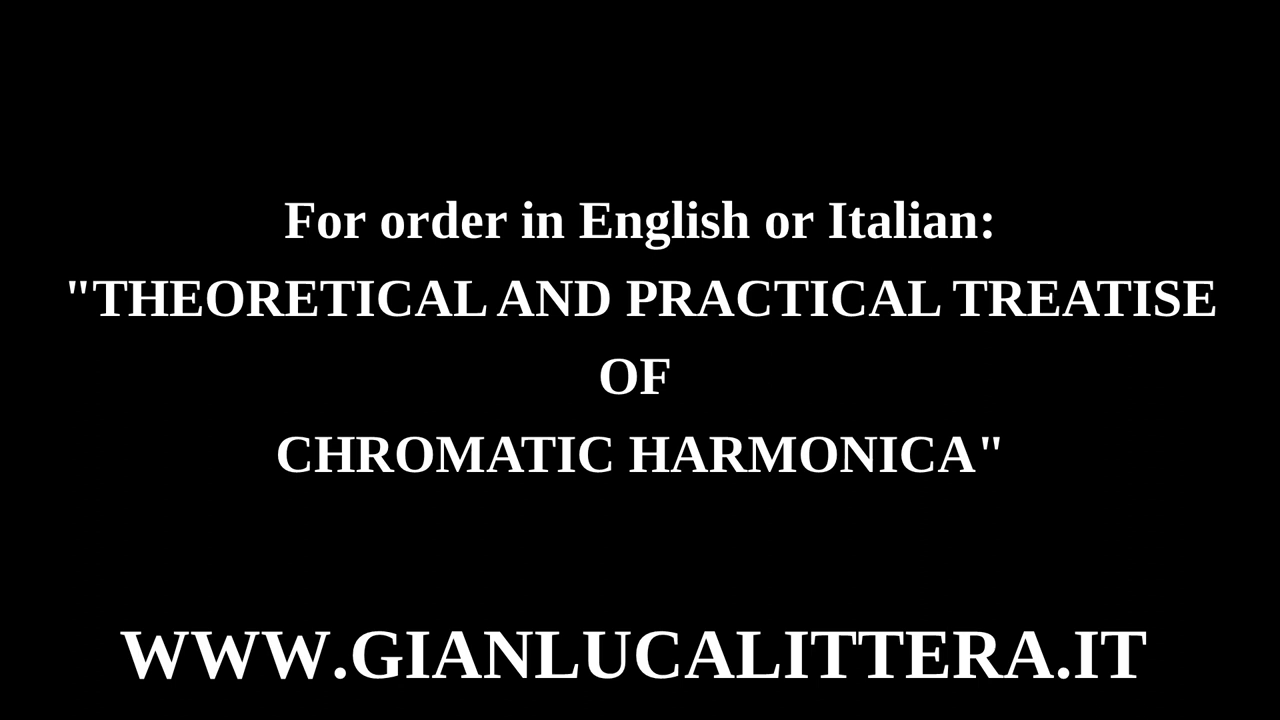 For order in English or Italian:
"THEORETICAL AND PRACTICAL TREATISE
OF
CHROMATIC HARMONICA"
WWW.GIANLUCALITTERA.IT